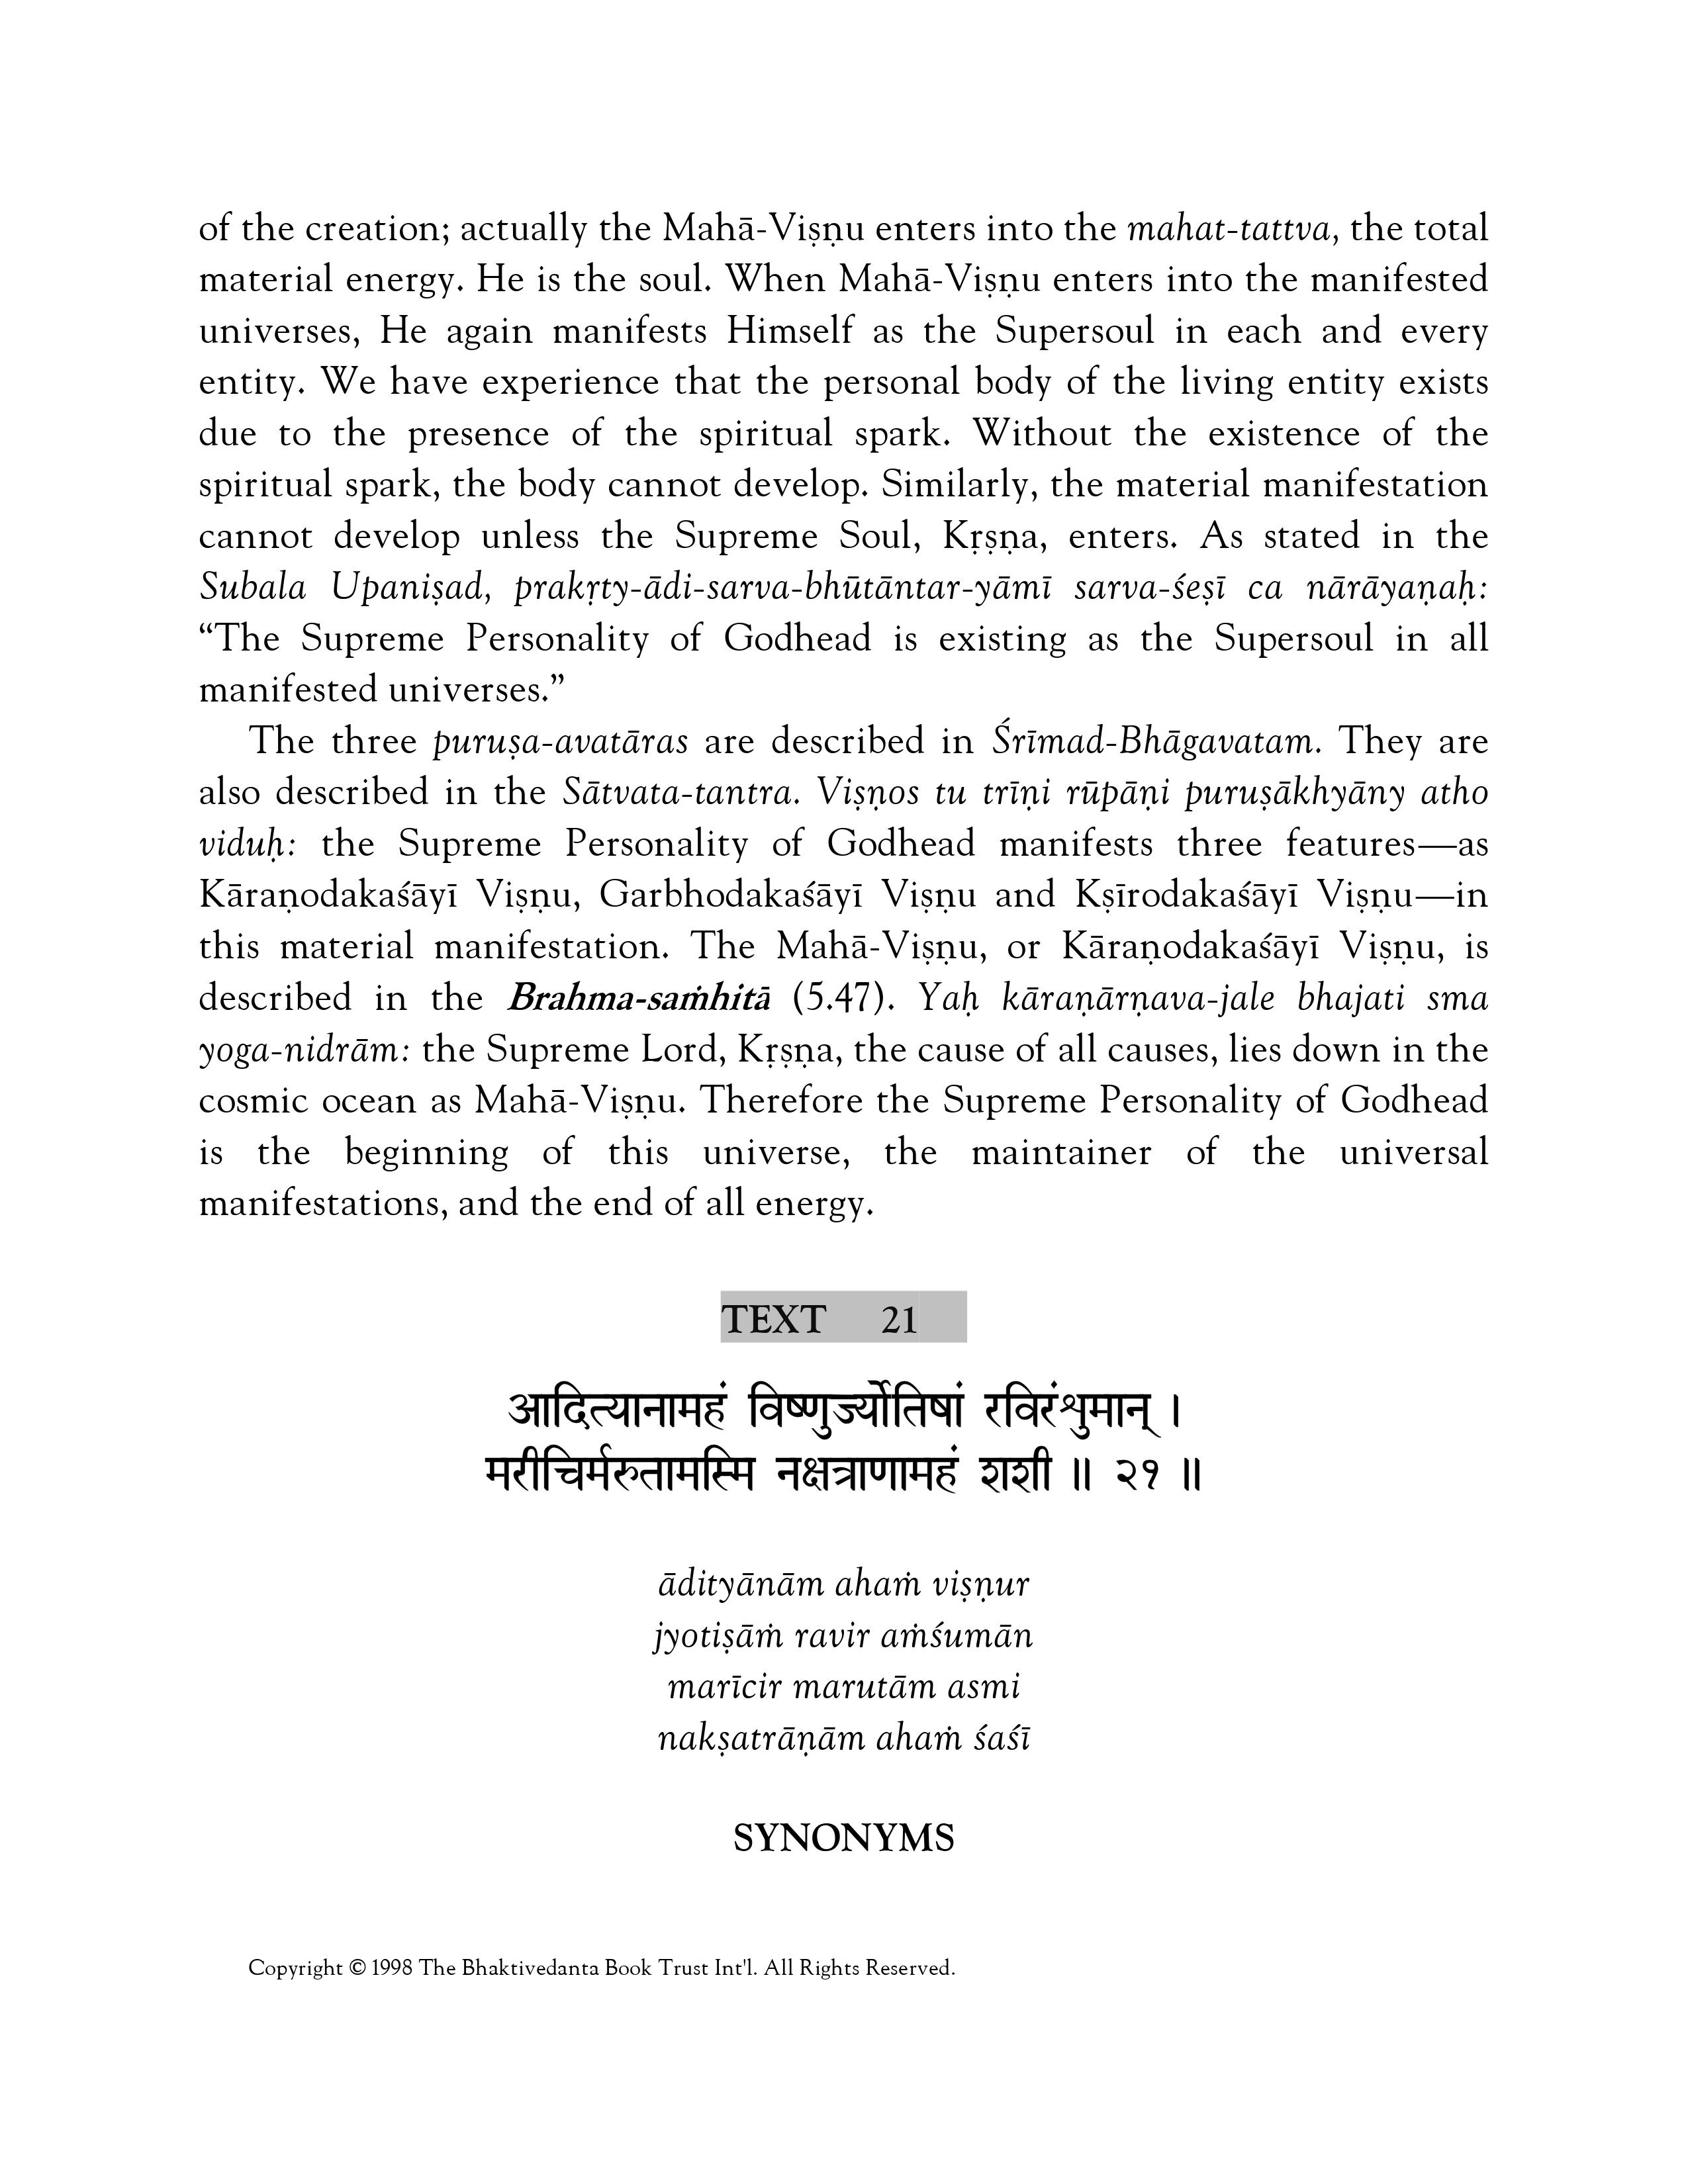 of the creation; actually the Mahā-Viṣṇu enters into the mahat-tattva, the total
material energy. He is the soul. When Mahā-Viṣṇu enters into the manifested
universes, He again manifests Himself as the Supersoul in each and every
entity. We have experience that the personal body of the living entity exists
due to the presence of the spiritual spark. Without the existence of the
spiritual spark, the body cannot develop. Similarly, the material manifestation
cannot develop unless the Supreme Soul, Kṛṣṇa, enters. As stated in the
Subala Upaniṣad, prakṛty-ādi-sarva-bhūtāntar-yāmī sarva-śeṣī ca nārāyaṇaḥ:
“The Supreme Personality of Godhead is existing as the Supersoul in all
manifested universes.”
The three puruṣa-avatāras are described in Śrīmad-Bhāgavatam. They are
also described in the Sātvata-tantra. Viṣṇos tu trīṇi rūpāṇi puruṣākhyāny atho
viduḥ: the Supreme Personality of Godhead manifests three features—as
Kāraṇodakaśāyī Viṣṇu, Garbhodakaśāyī Viṣṇu and Kṣīrodakaśāyī Viṣṇu—in
this material manifestation. The Mahā-Viṣṇu, or Kāraṇodakaśāyī Viṣṇu, is
described in the Brahma-saṁhitā (5.47). Yaḥ kāraṇārṇava-jale bhajati sma
yoga-nidrām: the Supreme Lord, Kṛṣṇa, the cause of all causes, lies down in the
cosmic ocean as Mahā-Viṣṇu. Therefore the Supreme Personality of Godhead
is the beginning of this universe, the maintainer of the universal
manifestations, and the end of all energy.
TEXT 21
आदित्यानामहं विष्णुर्ज्योतिषां रविरंश्रुमान् ।
मरीचिर्मरुतामस्मि नक्षत्राणामहं शशी ॥ २१ ॥
ādityānām ahaṁ viṣṇur
jyotiṣāṁ ravir aṁśumān
marīcir marutām asmi
nakṣatrāṇām ahaṁ śaśī
SYNONYMS
Copyright © 1998 The Bhaktivedanta Book Trust Int'l. All Rights Reserved.